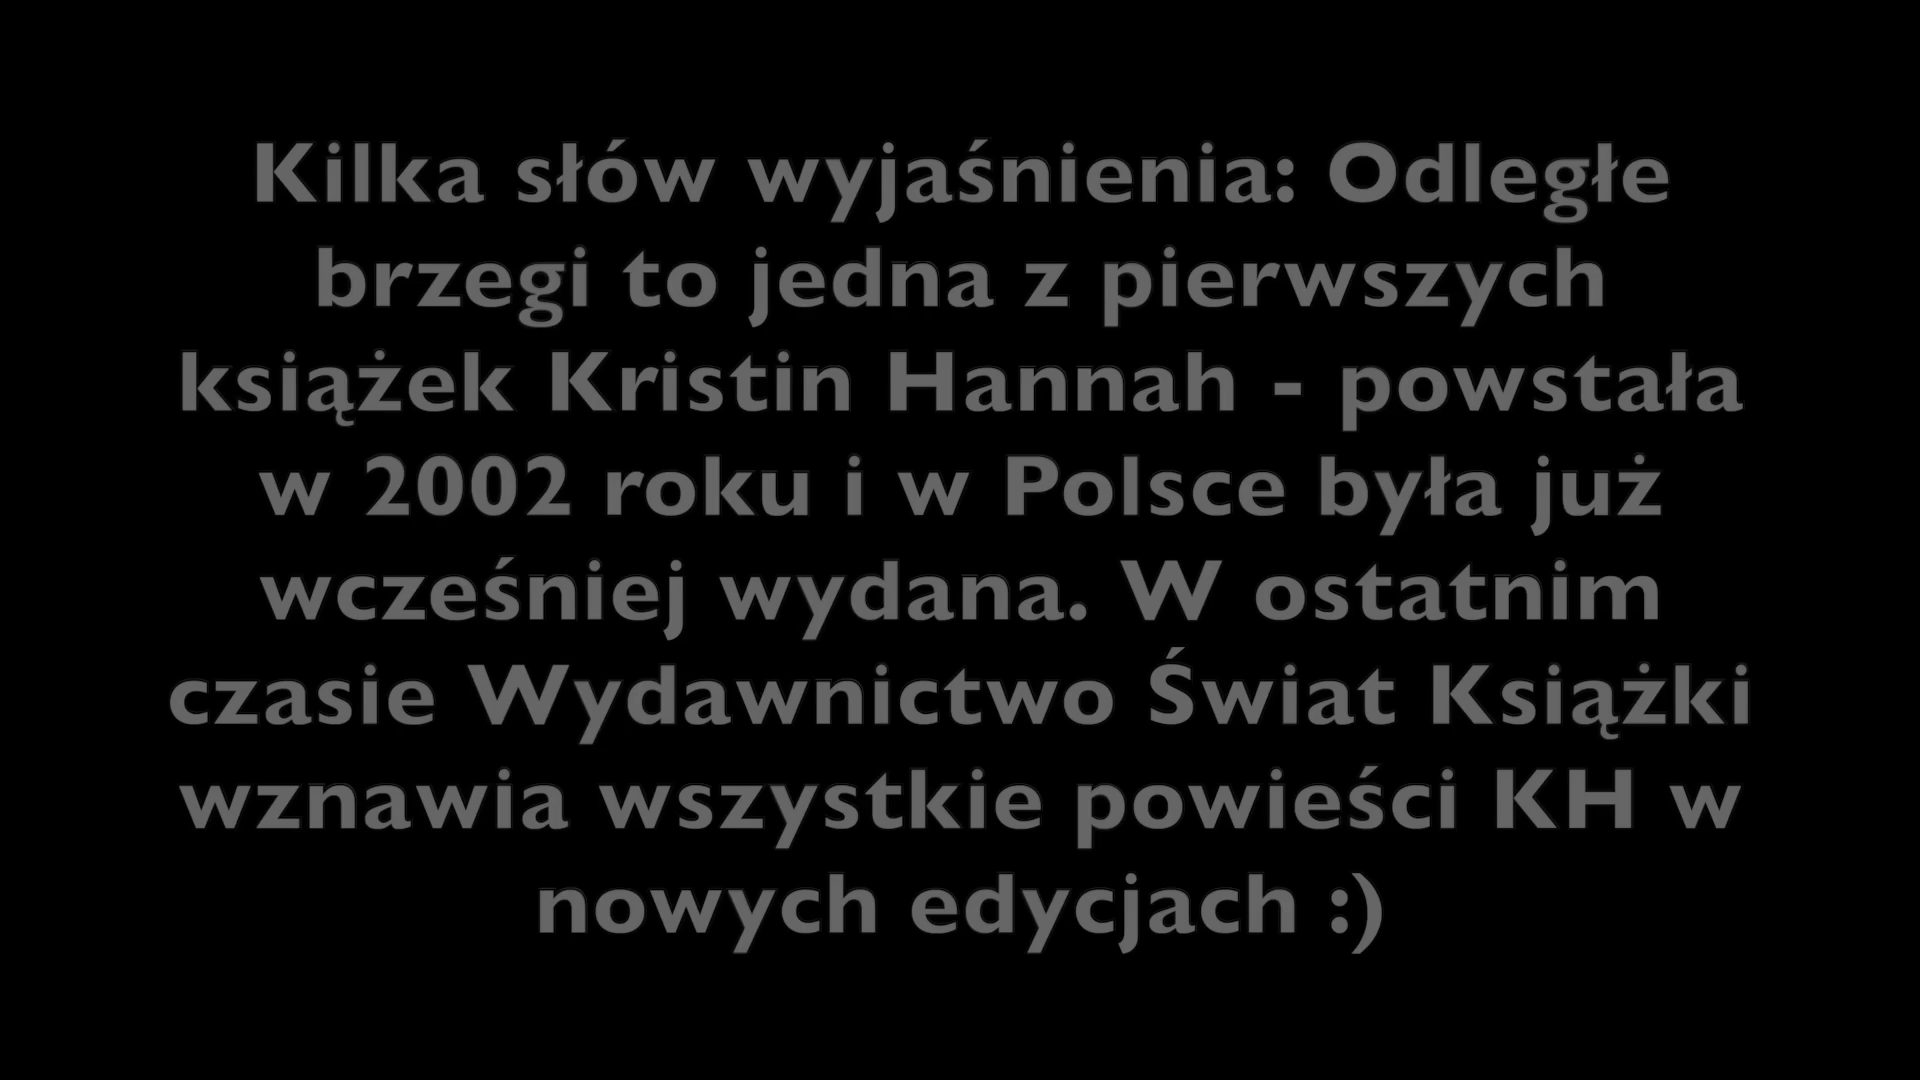 Kilka słów wyjaśnienia: Odległe
brzegi to jedna z pierwszych
książek Kristin Hannah - powstała
w 2002 roku i w Polsce była już
wcześniej wydana. W ostatnim
czasie Wydawnictwo Świat Książki
wznawia wszystkie powieści KH w
nowych edycjach :)